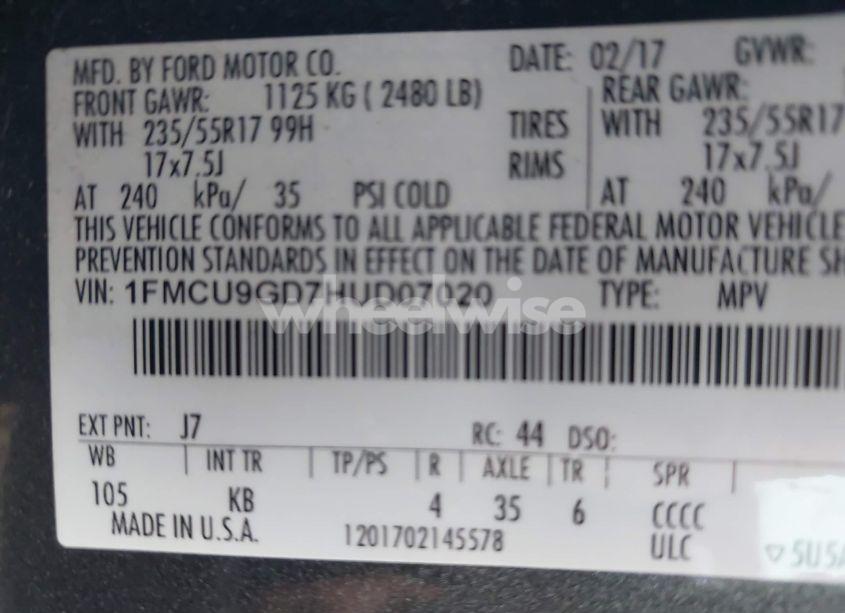 MFD. BY FORD MOTOR CO. DATE: 02/17 GVWR:
FRONT GAWR: 1125 KG ( 2480 LB) REAR GAWR:
WITH 235/55R17 99H TIRES WITH 235/55R17
17x7.5J RIMS 17x7.5J
AT 240 kPa/ 35 PSI COLD AT 240 kPa/
THIS VEHICLE CONFORMS TO ALL APPLICABLE FEDERAL MOTOR VEHICLE
PREVENTION STANDARDS IN EFFECT ON THE DATE OF MANUFACTURE SH
VIN: 1FMCU9GD7HUD07020 TYPE: MPV
wheelwise
EXT PNT: J7 RC: 44 DSO:
WB INT TR TP/PS R AXLE TR SPR
105 KB 4 35 6 CCCC
MADE IN U.S.A. 1201702145578 ULC ▽5U5A